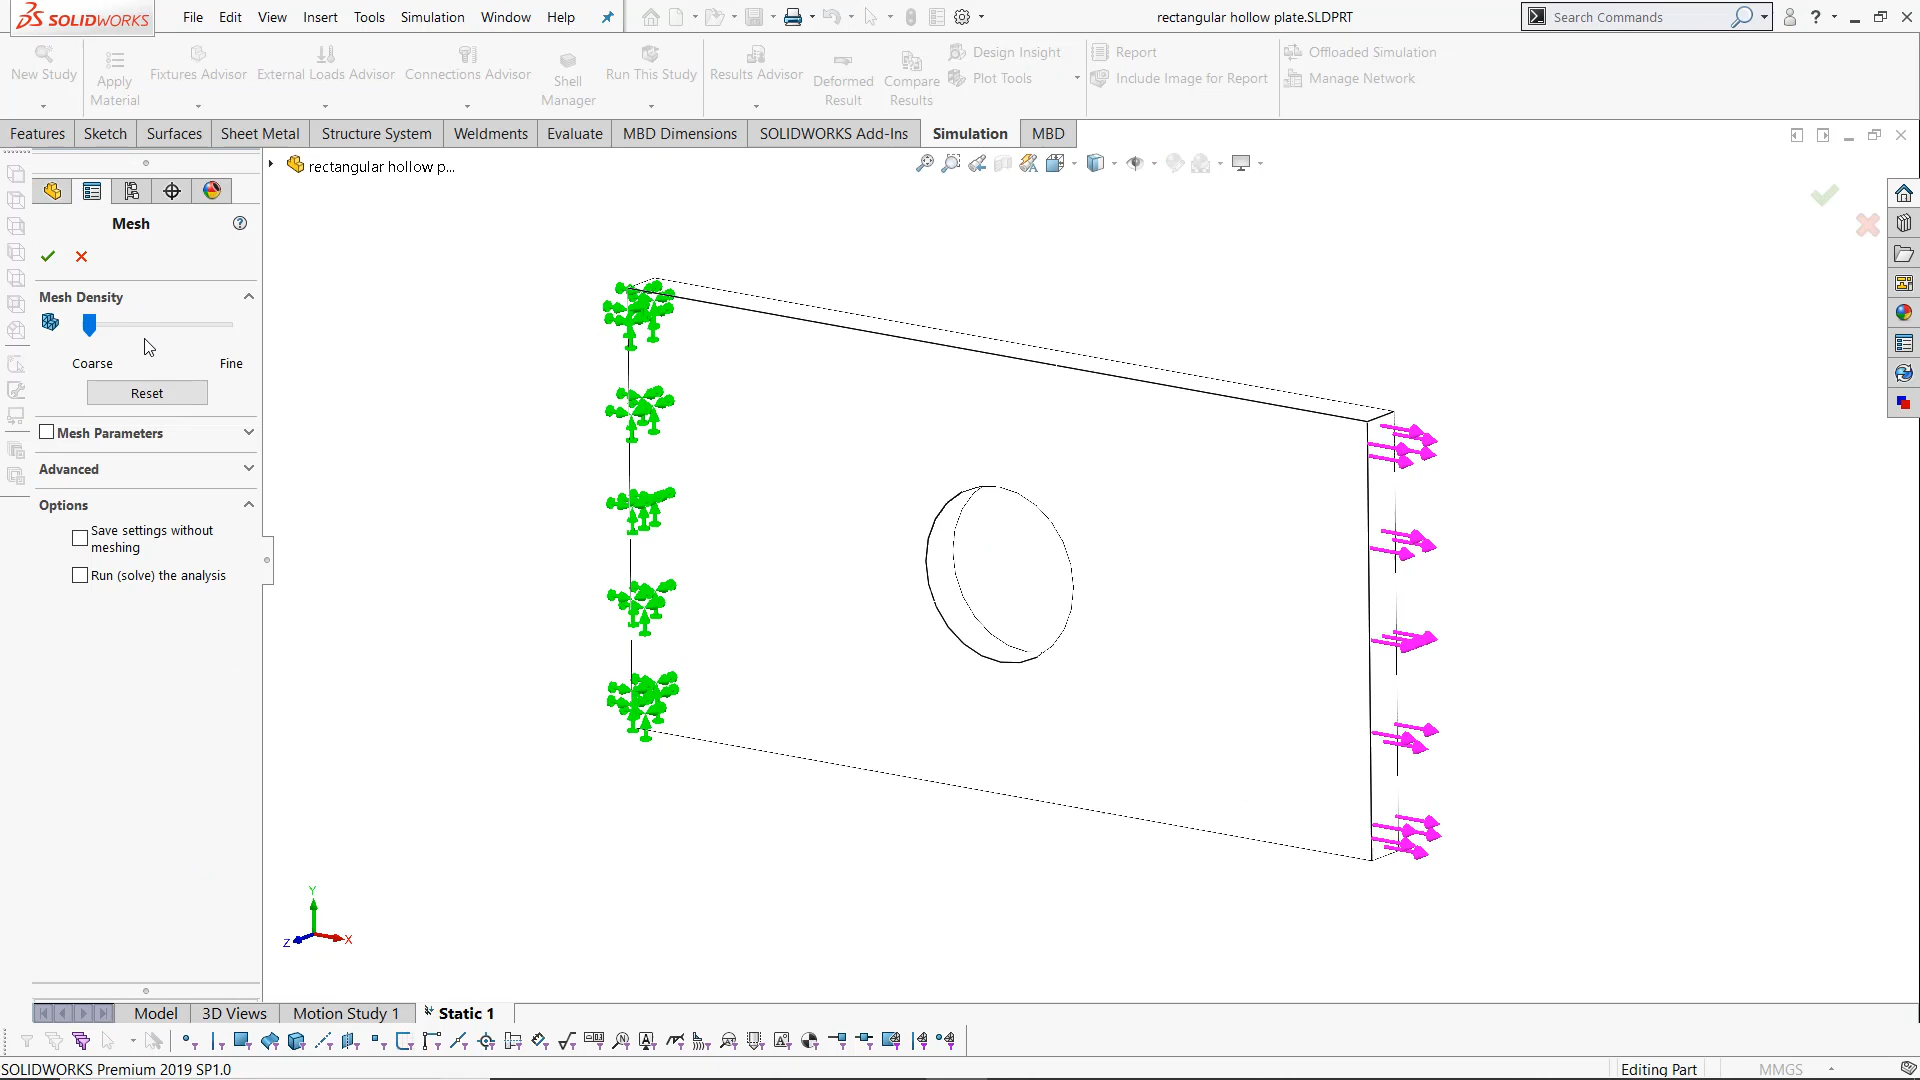 SOLIDWORKS File Edit View Insert Tools Simulation Window Help rectangular hollow plate.SLDPRT Search Commands ?
New Study Apply Material Fixtures Advisor External Loads Advisor Connections Advisor Shell Manager Run This Study Results Advisor Deformed Result Compare Results
Design Insight Report Offloaded Simulation
Plot Tools Include Image for Report Manage Network
Features Sketch Surfaces Sheet Metal Structure System Weldments Evaluate MBD Dimensions SOLIDWORKS Add-Ins Simulation MBD
rectangular hollow p...
Mesh
Mesh Density
Coarse Fine
Reset
Mesh Parameters
Advanced
Options
Save settings without
meshing
Run (solve) the analysis
Y
Z X
Model 3D Views Motion Study 1 Static 1
SOLIDWORKS Premium 2019 SP1.0 Editing Part MMGS